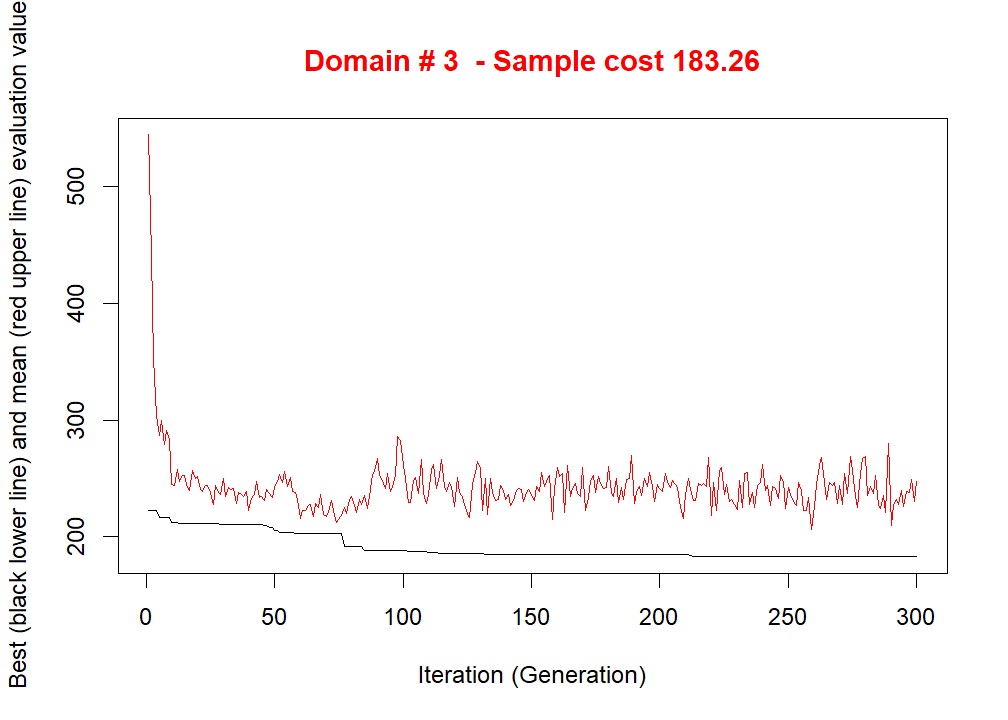 Domain # 3  - Sample cost 183.26
Best (black lower line) and mean (red upper line) evaluation value
500
400
300
200
0 50 100 150 200 250 300
Iteration (Generation)